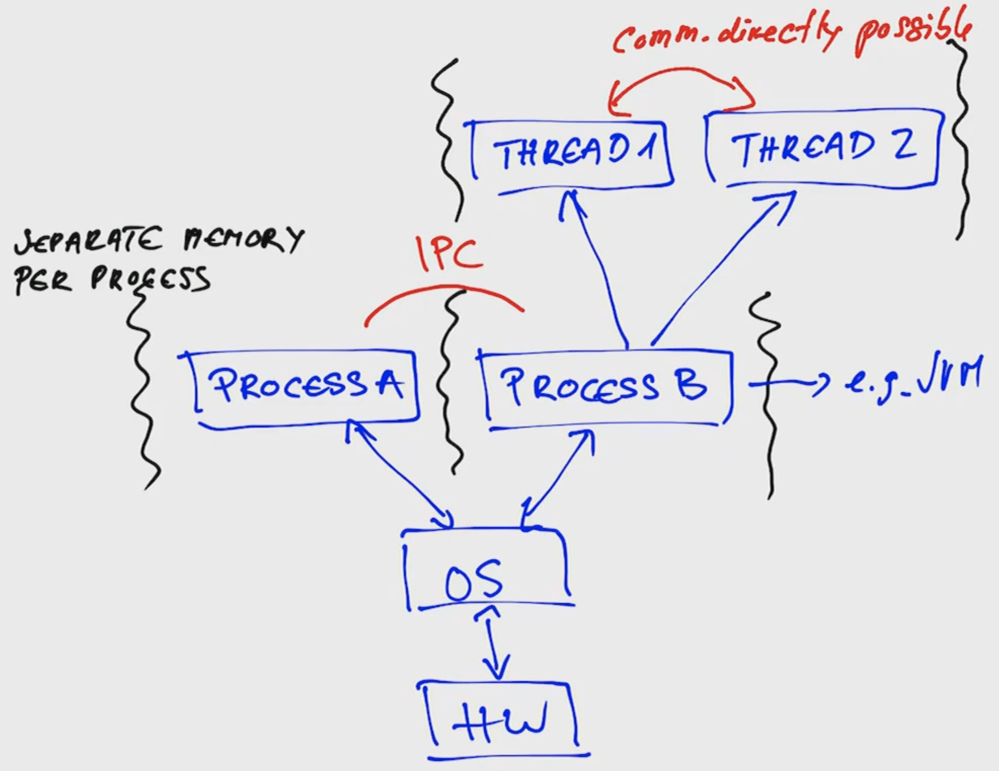 Comm. directly possible
THREAD 1
THREAD 2
SEPARATE MEMORY
PER PROCESS
IPC
PROCESS A
PROCESS B
e.g. JVM
OS
HW